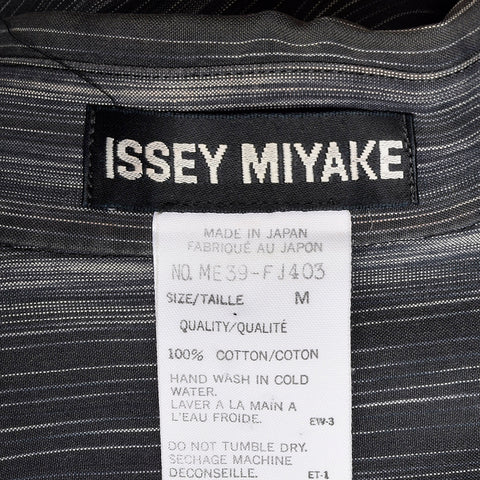 ISSEY MIYAKE
MADE IN JAPAN
FABRIQUÉ AU JAPON
NO. ME39-FJ403
SIZE/TAILLE M
QUALITY/QUALITÉ
100% COTTON/COTON
HAND WASH IN COLD
WATER.
LAVER A LA MAIN A
L'EAU FROIDE. EW-3
DO NOT TUMBLE DRY.
SECHAGE MACHINE
DECONSEILLE. ET-1